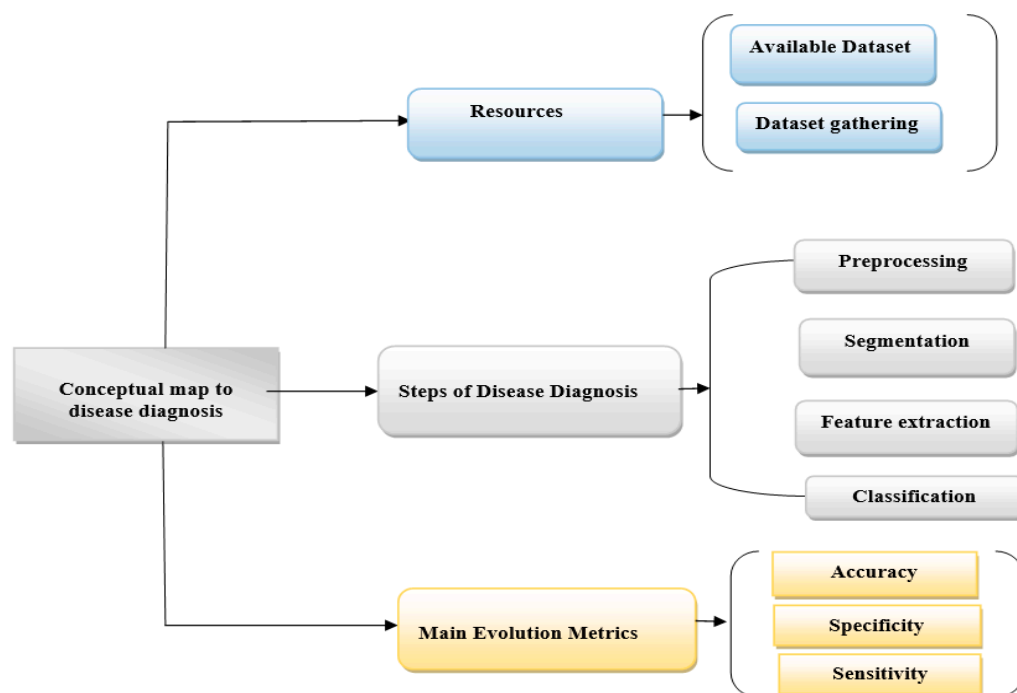 Conceptual map to
disease diagnosis
Resources
Available Dataset
Dataset gathering
Steps of Disease Diagnosis
Preprocessing
Segmentation
Feature extraction
Classification
Main Evolution Metrics
Accuracy
Specificity
Sensitivity